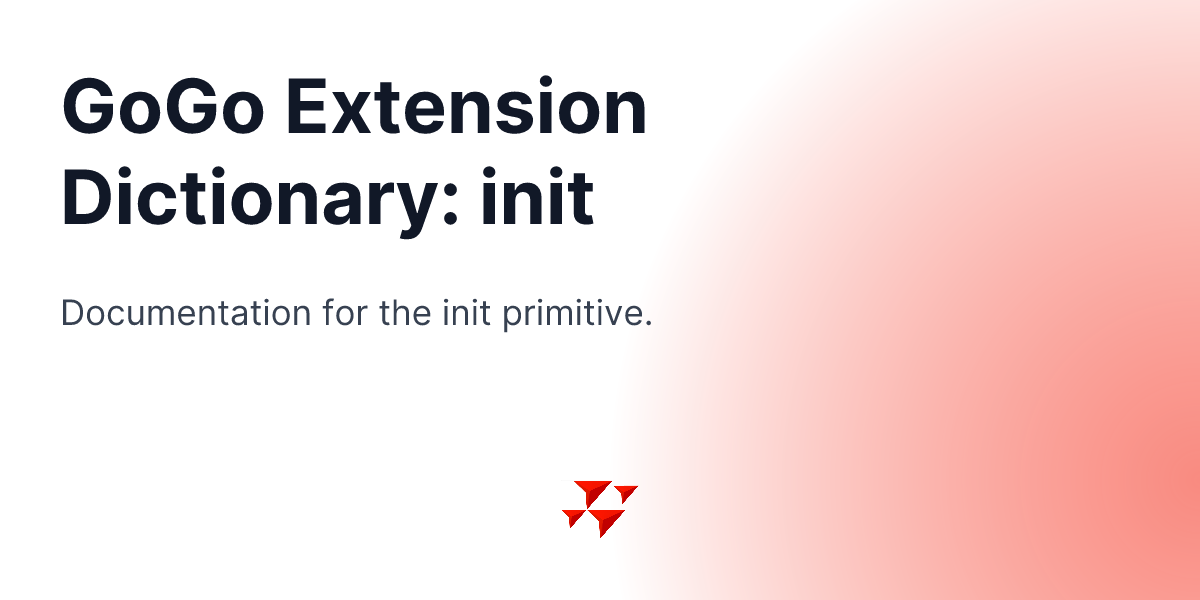 GoGo Extension
Dictionary: init
Documentation for the init primitive.